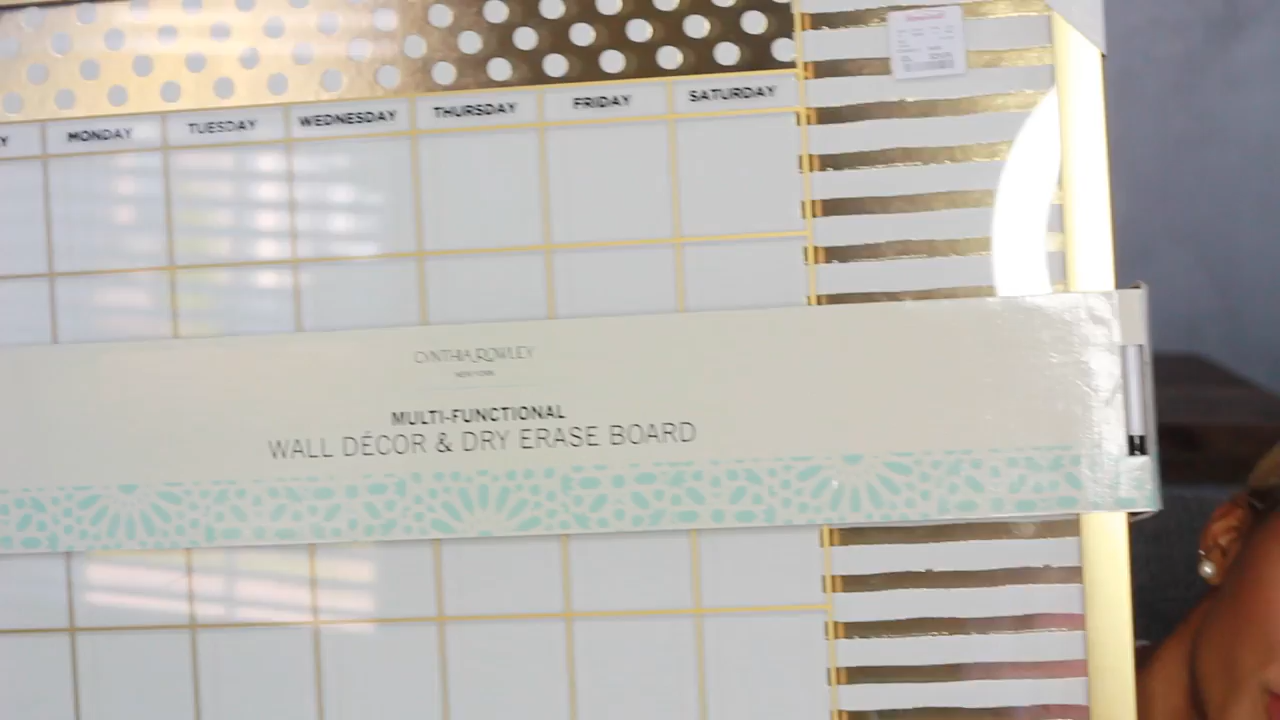 Y MONDAY TUESDAY WEDNESDAY THURSDAY FRIDAY SATURDAY
CYNTHIA ROWLEY
NEW YORK
MULTI-FUNCTIONAL
WALL DÉCOR & DRY ERASE BOARD